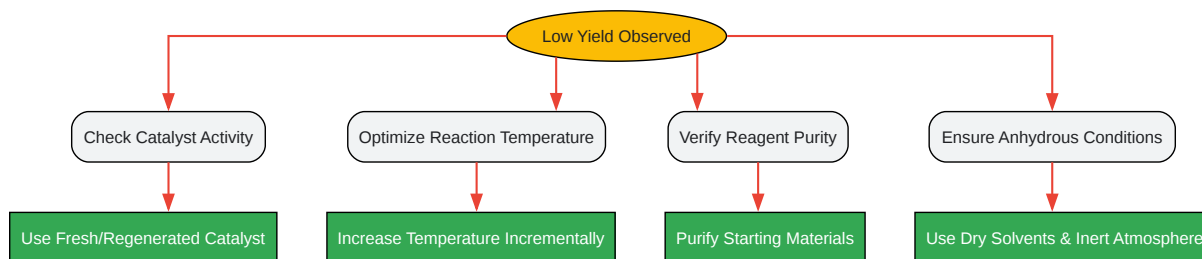 Low Yield Observed
Check Catalyst Activity
Optimize Reaction Temperature
Verify Reagent Purity
Ensure Anhydrous Conditions
Use Fresh/Regenerated Catalyst
Increase Temperature Incrementally
Purify Starting Materials
Use Dry Solvents & Inert Atmosphere